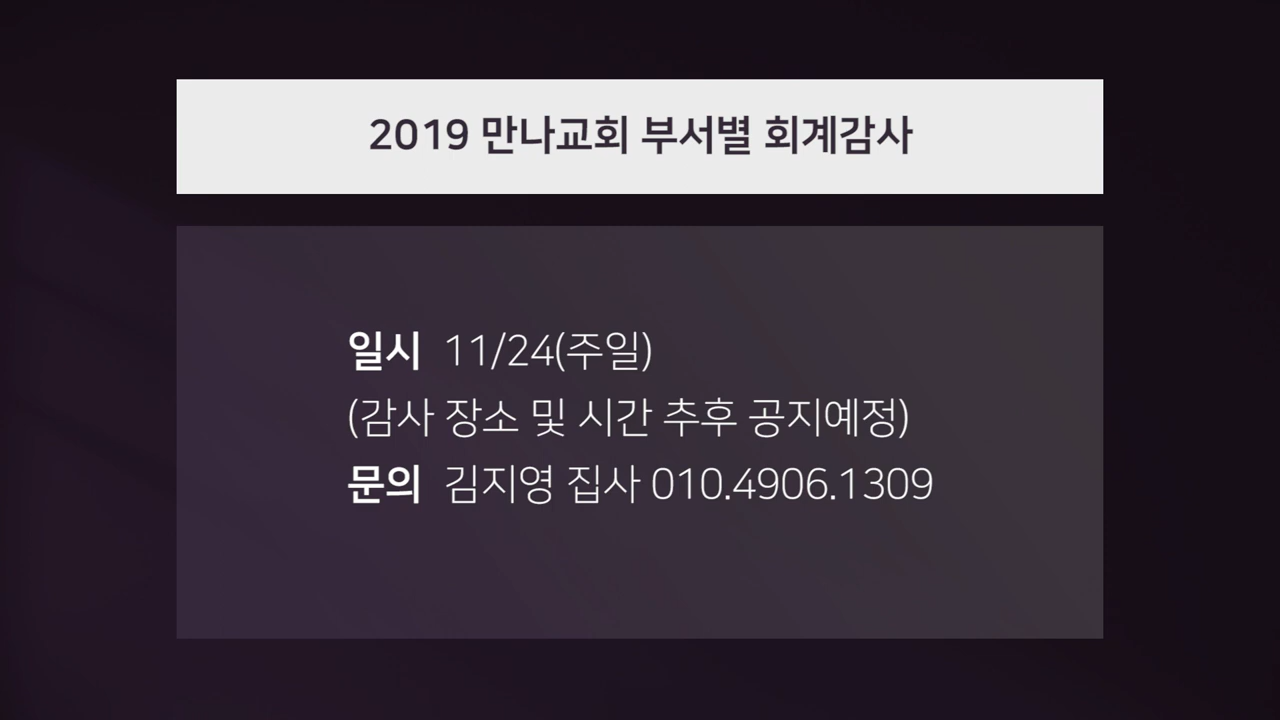 2019 만나교회 부서별 회계감사
일시 11/24(주일)
(감사 장소 및 시간 추후 공지예정)
문의 김지영 집사 010.4906.1309